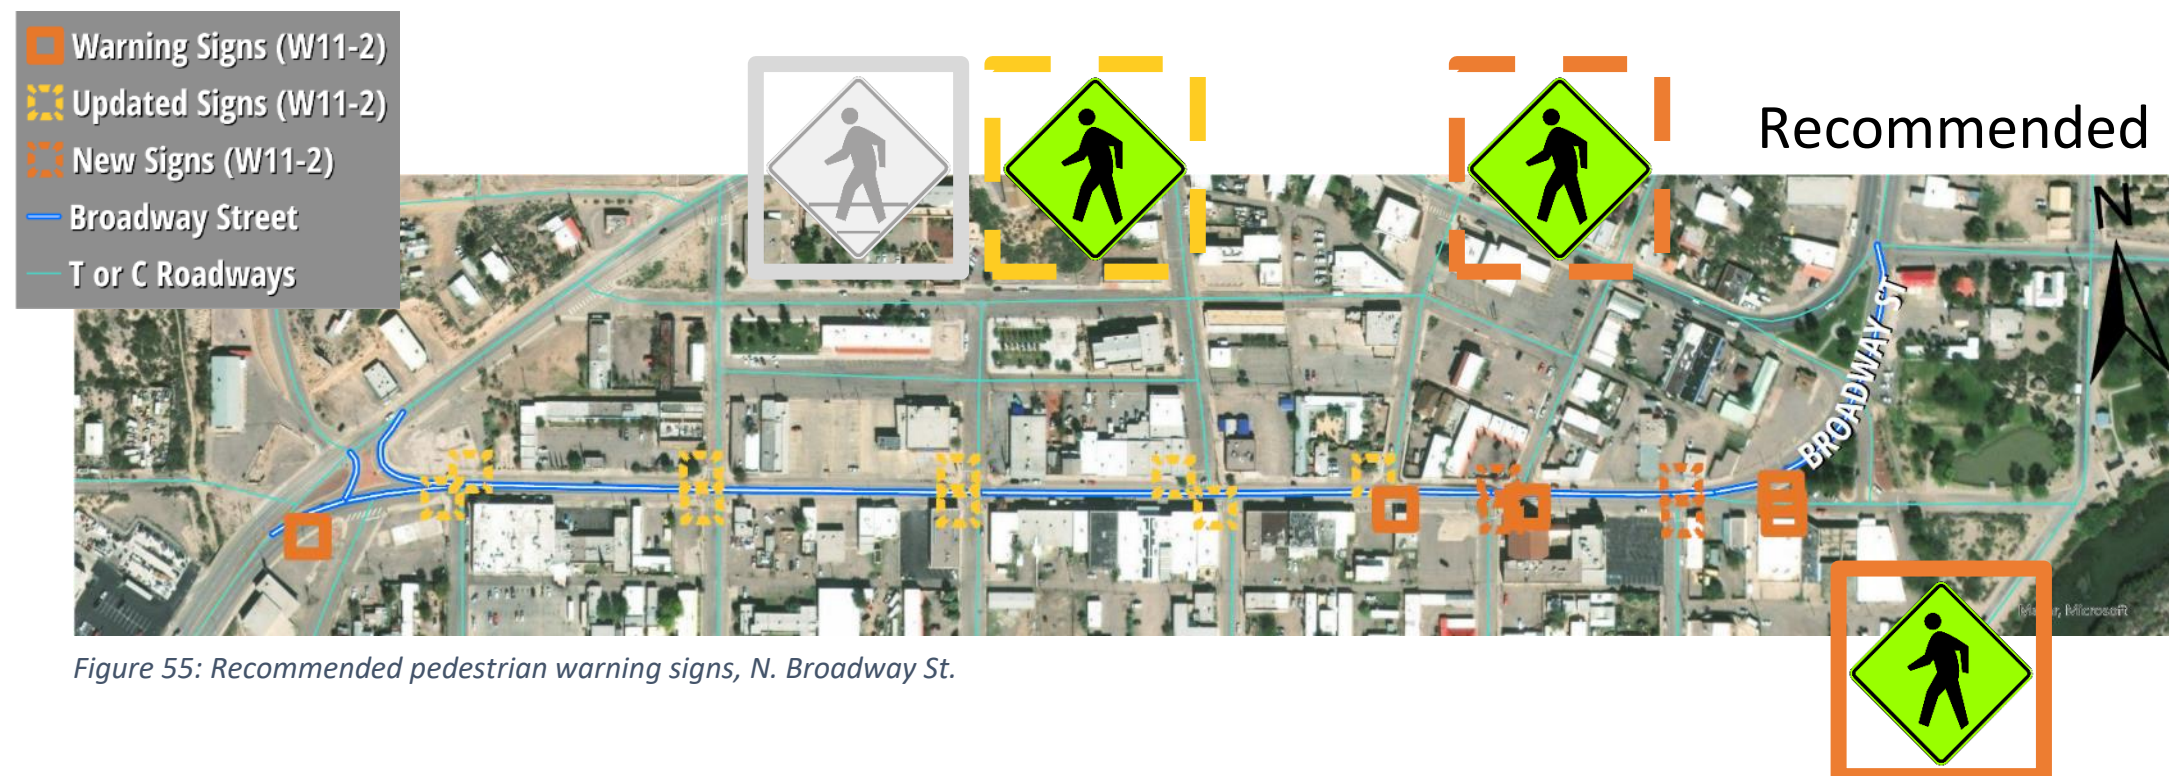 Warning Signs (W11-2)
Updated Signs (W11-2)
New Signs (W11-2)
Broadway Street
T or C Roadways
Recommended
N
BROADWAY ST
Microsoft
Figure 55: Recommended pedestrian warning signs, N. Broadway St.